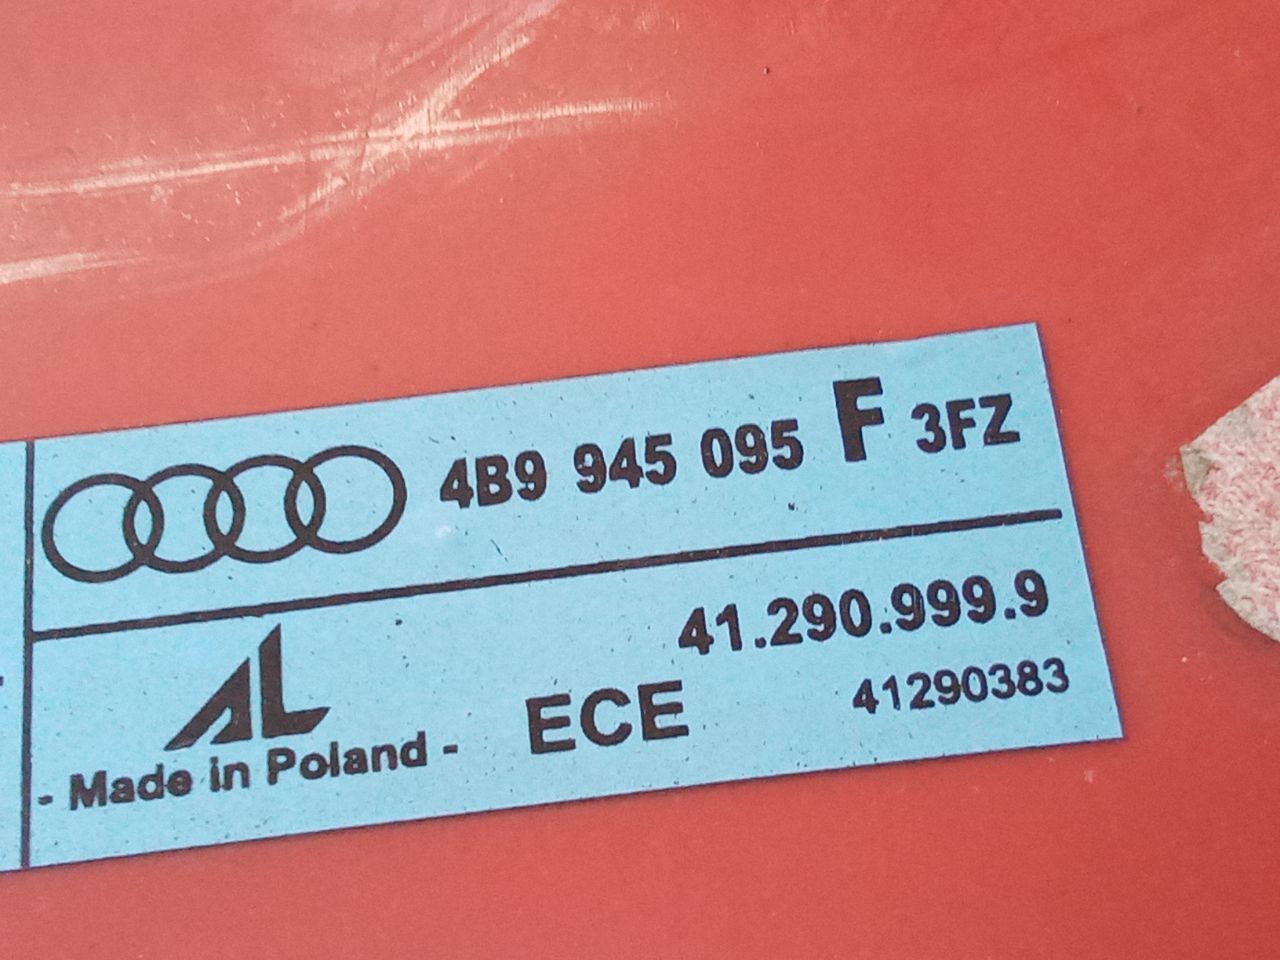 4B9 945 095 F 3FZ
41.290.999.9
AL
ECE
41290383
- Made in Poland -